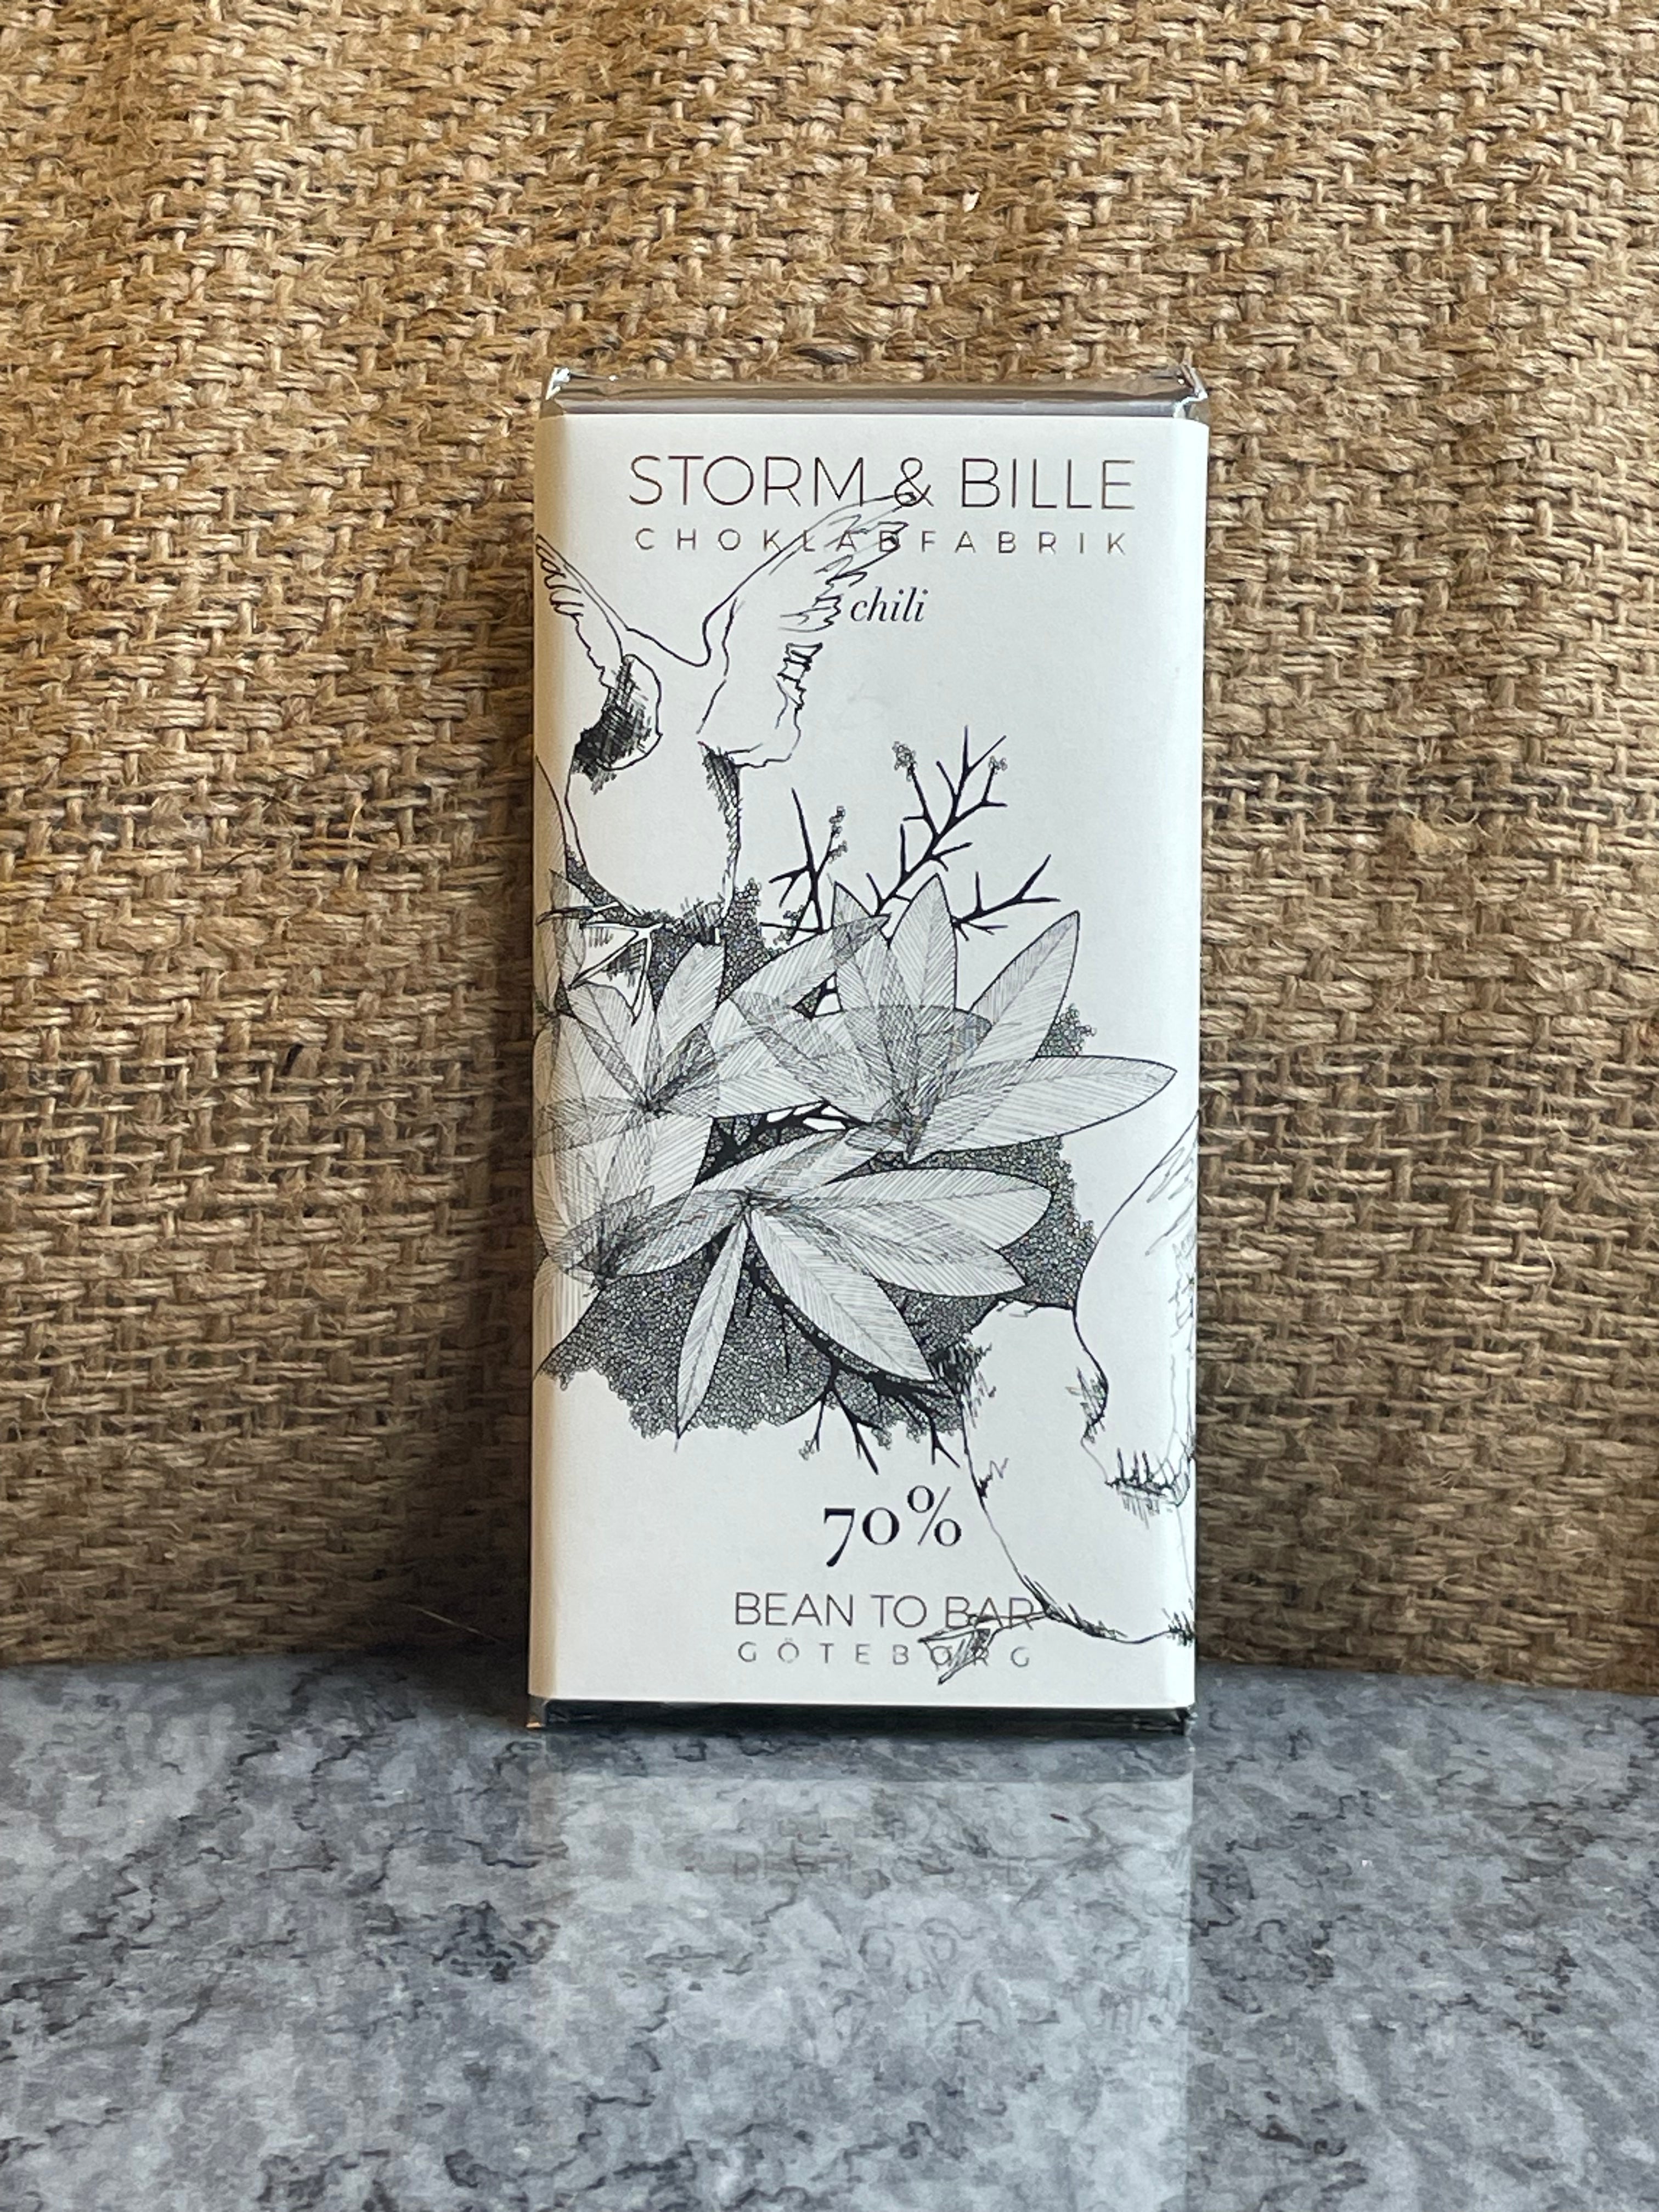 STORM & BILLE
CHOKLADFABRIK
chili
70%
BEAN TO BAR
GÖTEBORG